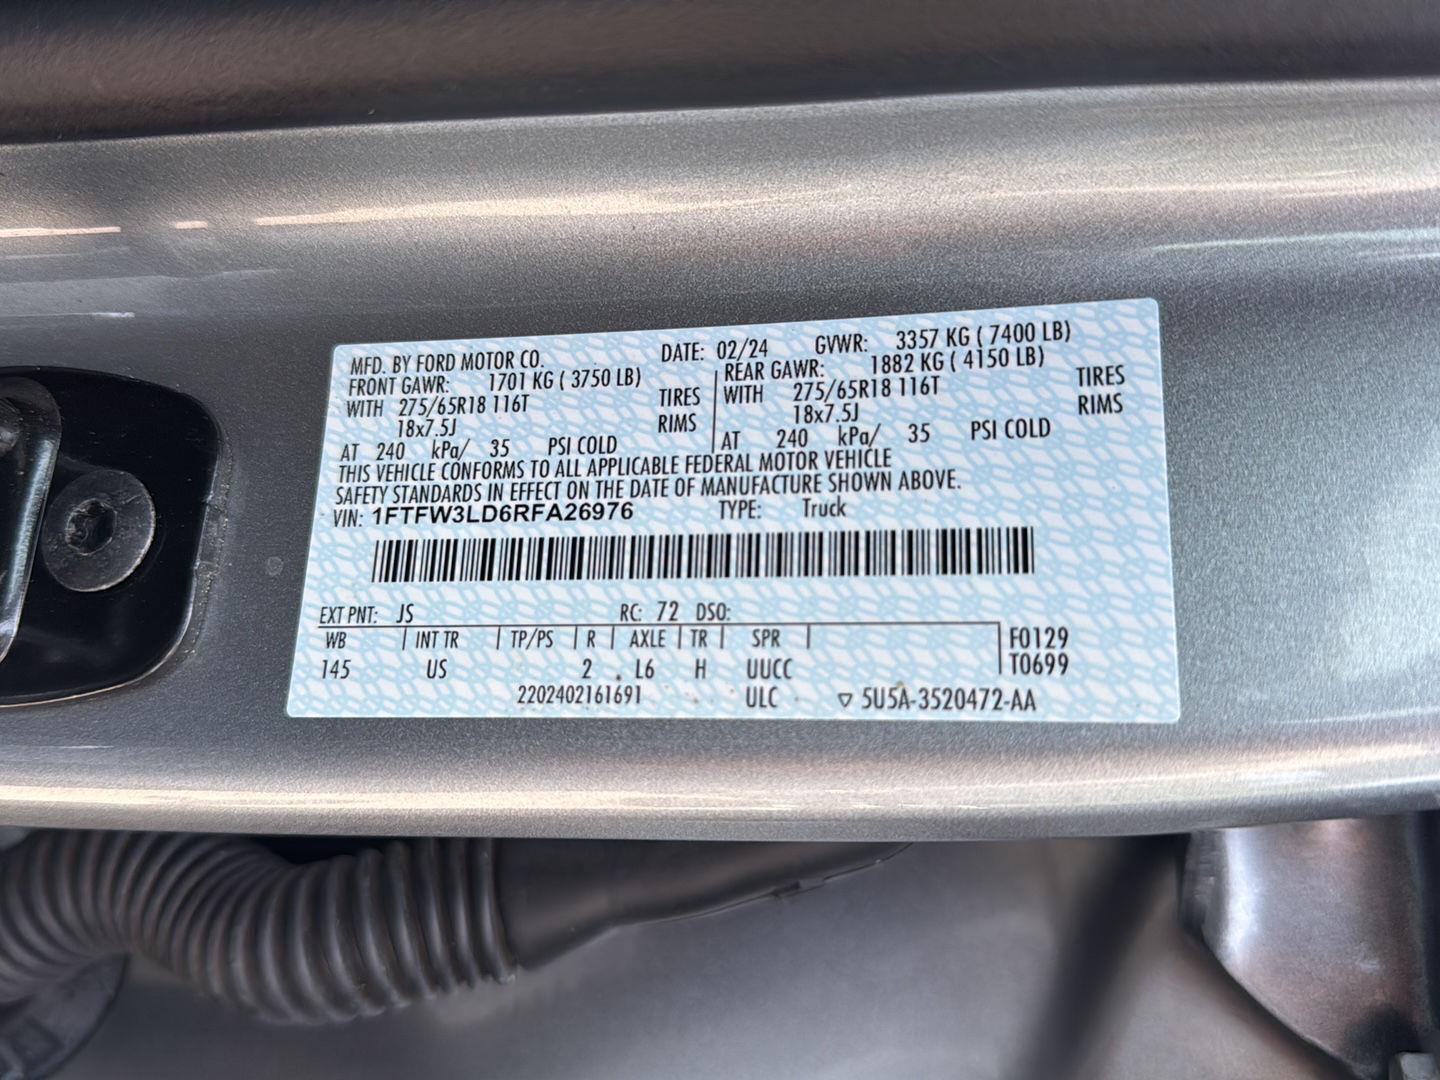 MFD. BY FORD MOTOR CO. DATE: 02/24 GVWR: 3357 KG ( 7400 LB)
FRONT GAWR: 1701 KG ( 3750 LB) REAR GAWR: 1882 KG ( 4150 LB)
WITH 275/65R18 116T TIRES WITH 275/65R18 116T TIRES
18x7.5J RIMS 18x7.5J RIMS
AT 240 kPa/ 35 PSI COLD AT 240 kPa/ 35 PSI COLD
THIS VEHICLE CONFORMS TO ALL APPLICABLE FEDERAL MOTOR VEHICLE
SAFETY STANDARDS IN EFFECT ON THE DATE OF MANUFACTURE SHOWN ABOVE.
VIN: 1FTFW3LD6RFA26976 TYPE: Truck
EXT PNT: JS RC: 72 DSO:
WB INT TR TP/PS R AXLE TR SPR F0129
145 US 2 L6 H UUCC T0699
2202402161691 ULC ▽ 5U5A-3520472-AA